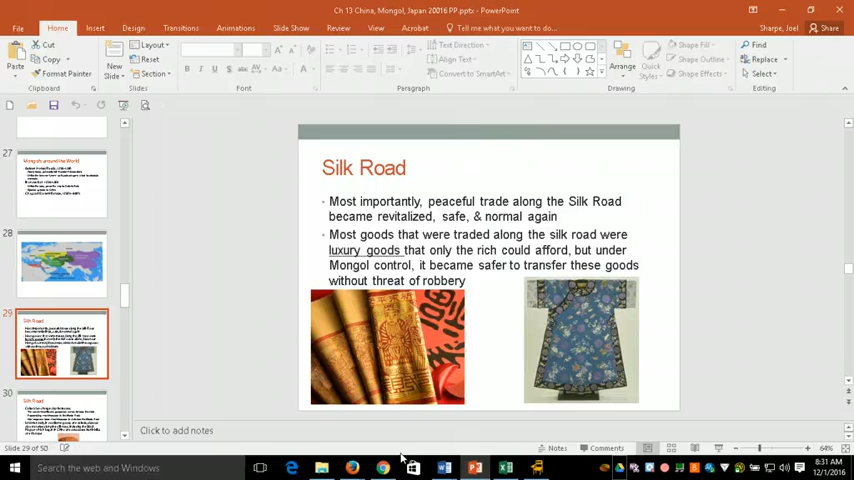 Ch 13 China, Mongol, Japan 20016 PP.pptx - PowerPoint
File Home Insert Design Transitions Animations Slide Show Review View Acrobat Tell me what you want to do... Sharpe, Joel Share
Paste
Cut
Copy
Format Painter
Clipboard
New Slide
Layout
Reset
Section
Slides
Font
Text Direction
Align Text
Convert to SmartArt
Paragraph
Arrange
Quick Styles
Shape Fill
Shape Outline
Shape Effects
Drawing
Find
Replace
Select
Editing
27
Mongols around the World
28
29
Silk Road
30
Silk Road
Silk Road
Most importantly, peaceful trade along the Silk Road
became revitalized, safe, & normal again
Most goods that were traded along the silk road were
luxury goods that only the rich could afford, but under
Mongol control, it became safer to transfer these goods
without threat of robbery
Click to add notes
Slide 29 of 50 Notes Comments 64%
Search the web and Windows
8:31 AM
12/1/2016